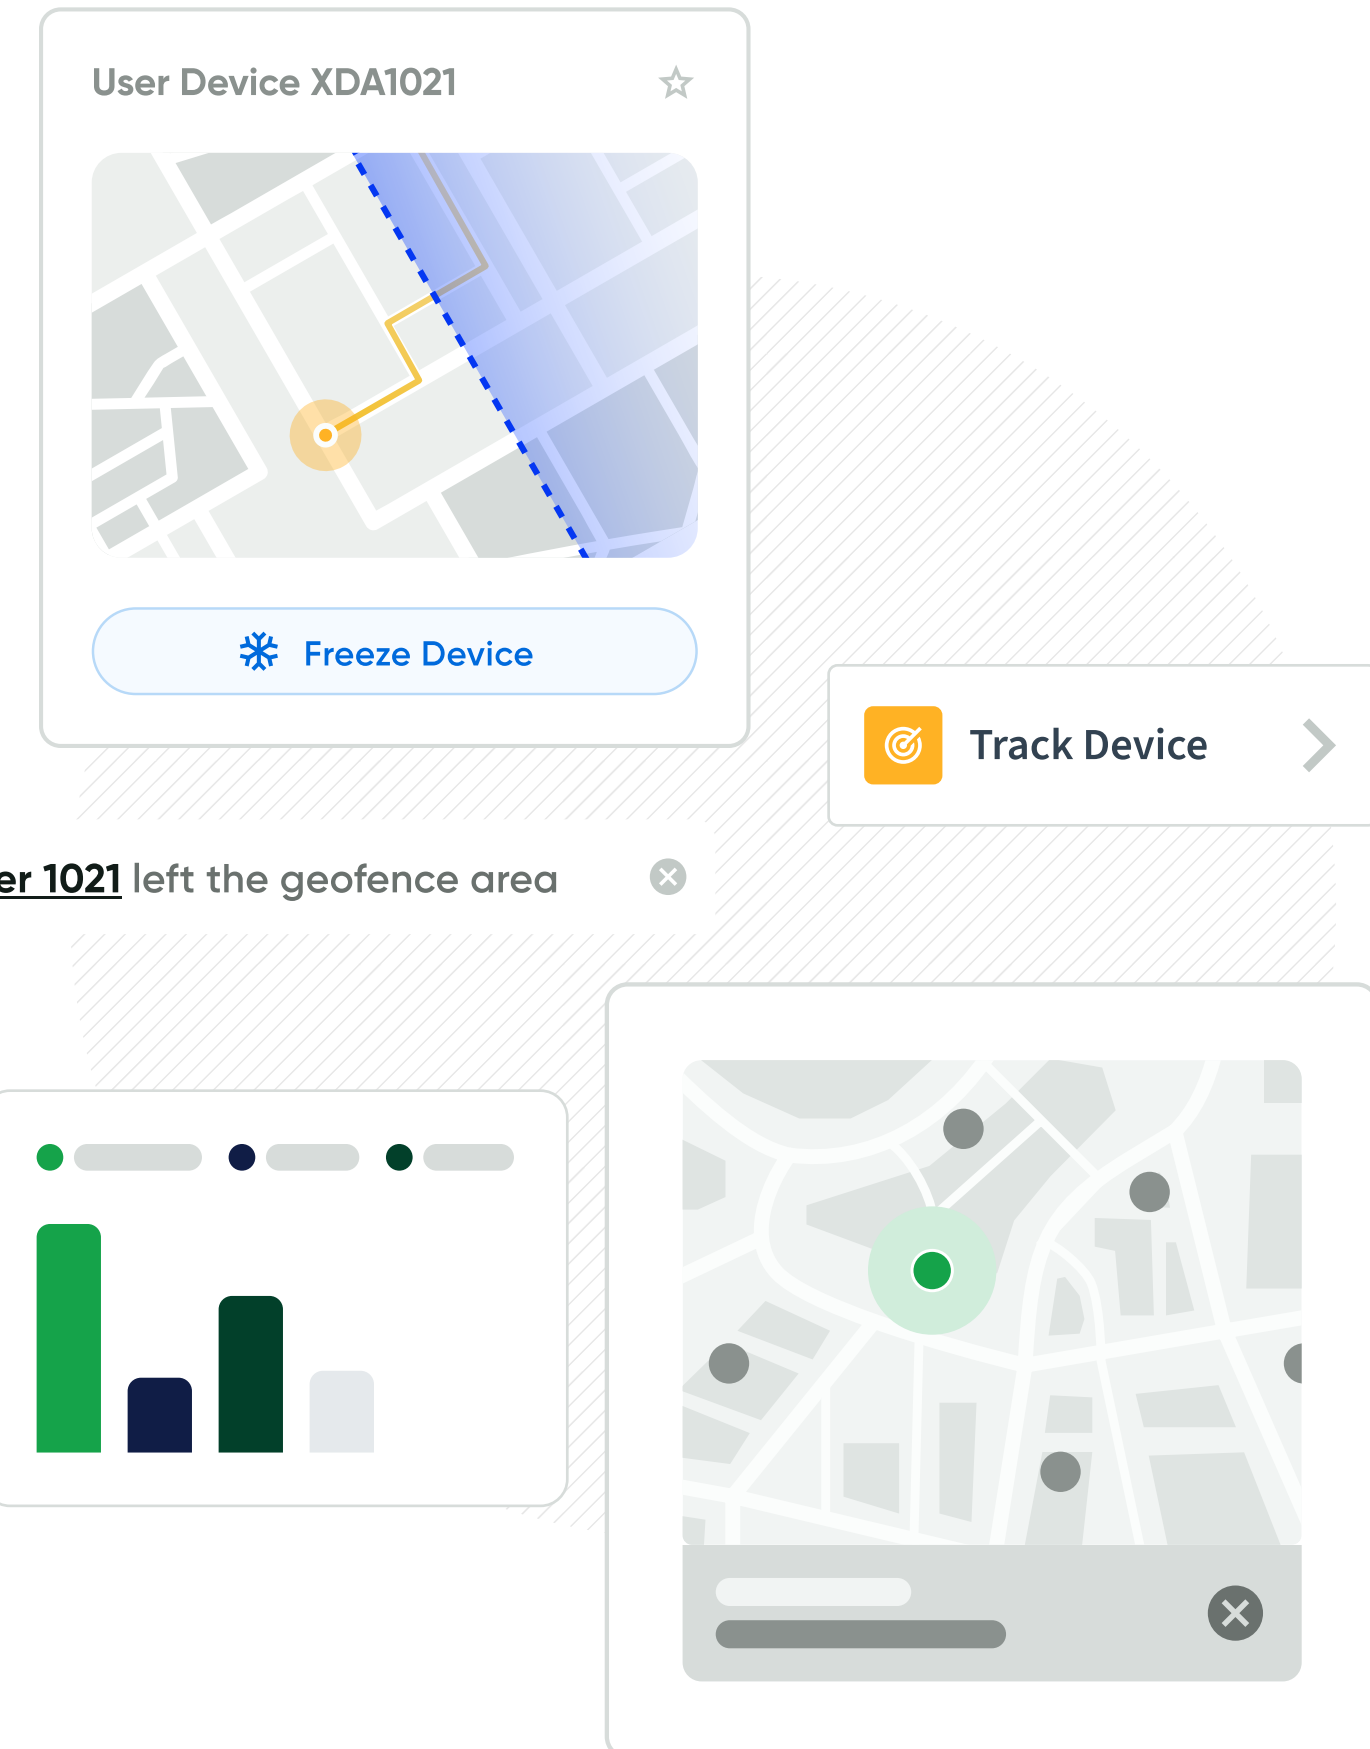 User Device XDA1021
Freeze Device
Track Device
er 1021 left the geofence area